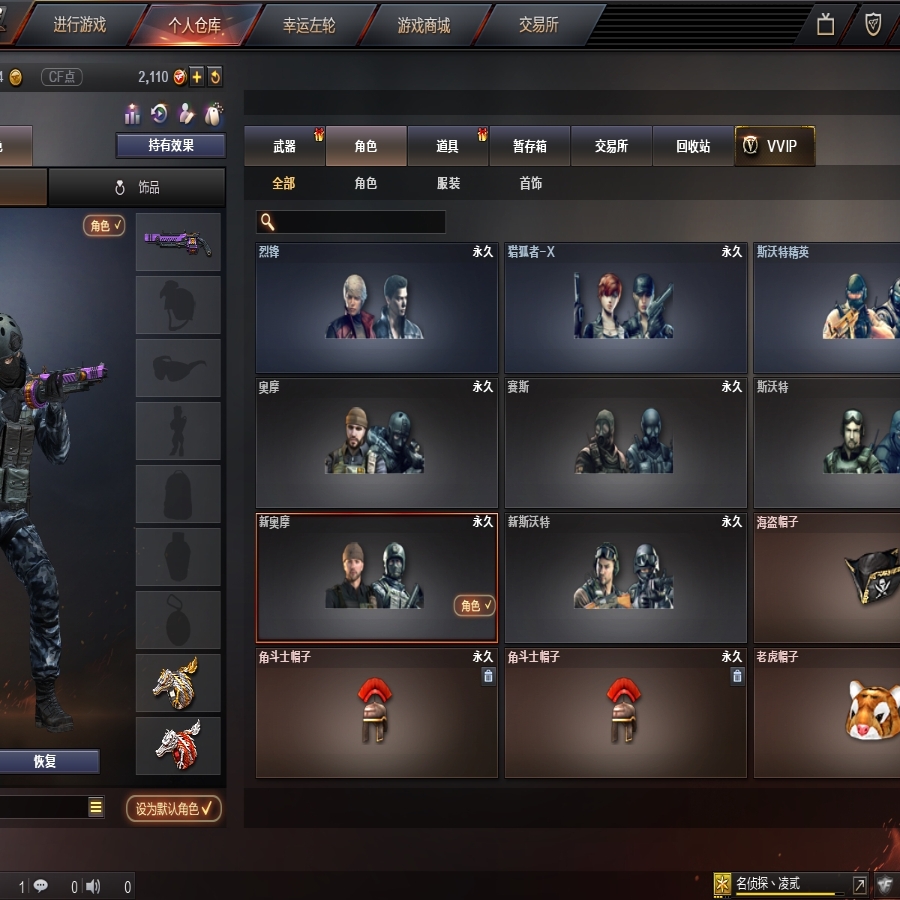 进行游戏 个人仓库 幸运左轮 游戏商城 交易所
4 CF点 2,110
持有效果
武器 角色 道具 暂存箱 交易所 回收站 VVIP
饰品
全部 角色 服装 首饰
角色
烈锋 永久 猎狐者-X 永久 斯沃特精英
奥摩 永久 赛斯 永久 斯沃特
新奥摩 永久 新斯沃特 永久 海盗帽子
角色
角斗士帽子 永久 角斗士帽子 永久 老虎帽子
恢复
设为默认角色
1 0 0
名侦探、凌贰